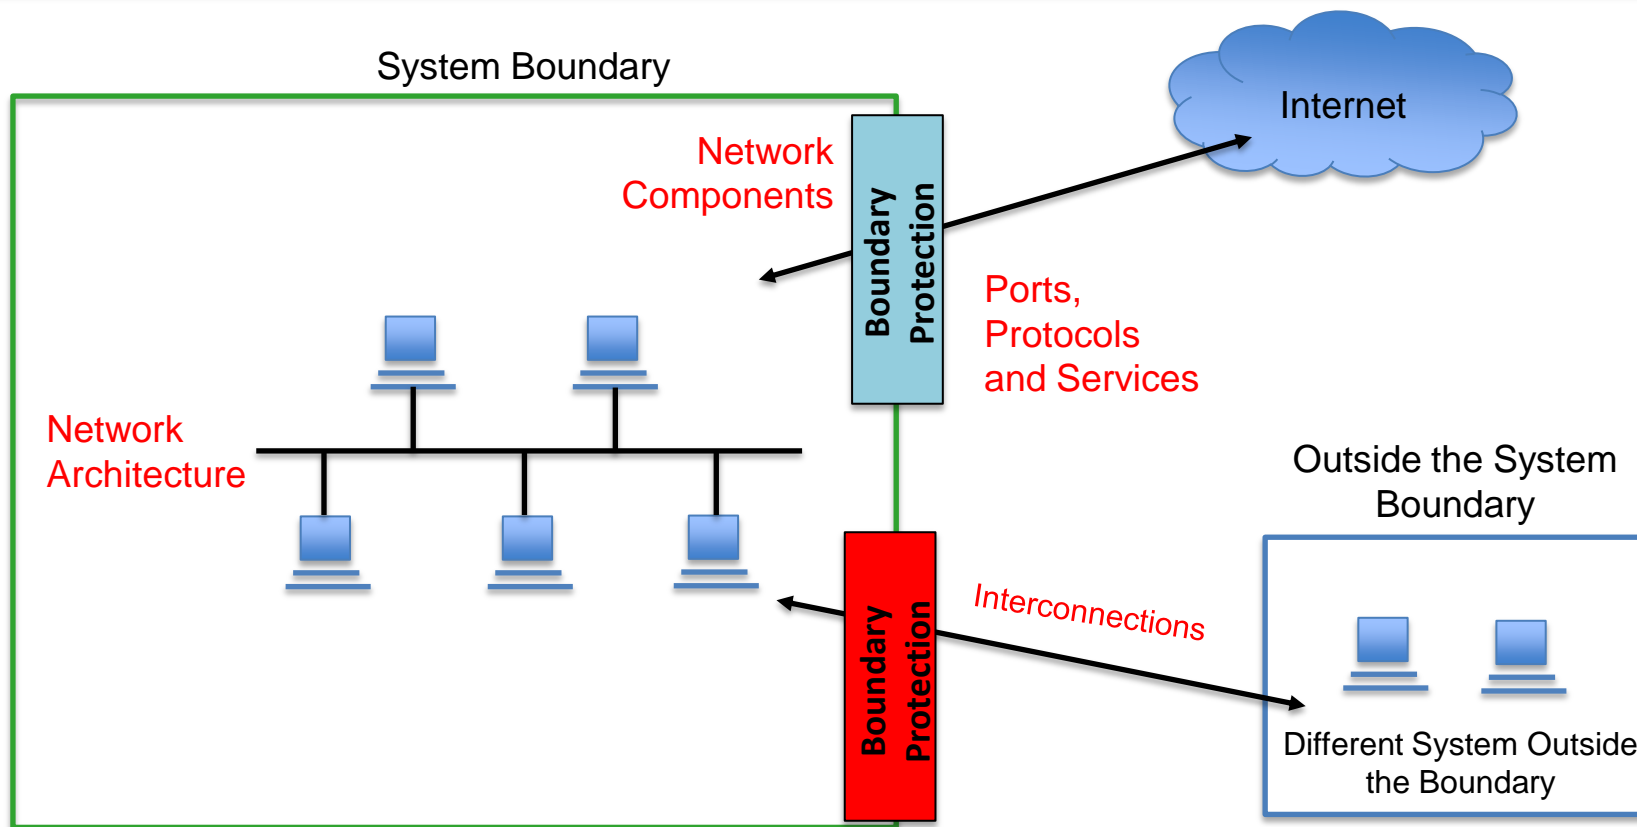 System Boundary
Internet
Network
Components
Boundary
Protection
Ports,
Protocols
and Services
Network
Architecture
Outside the System
Boundary
Interconnections
Boundary
Protection
Different System Outside
the Boundary